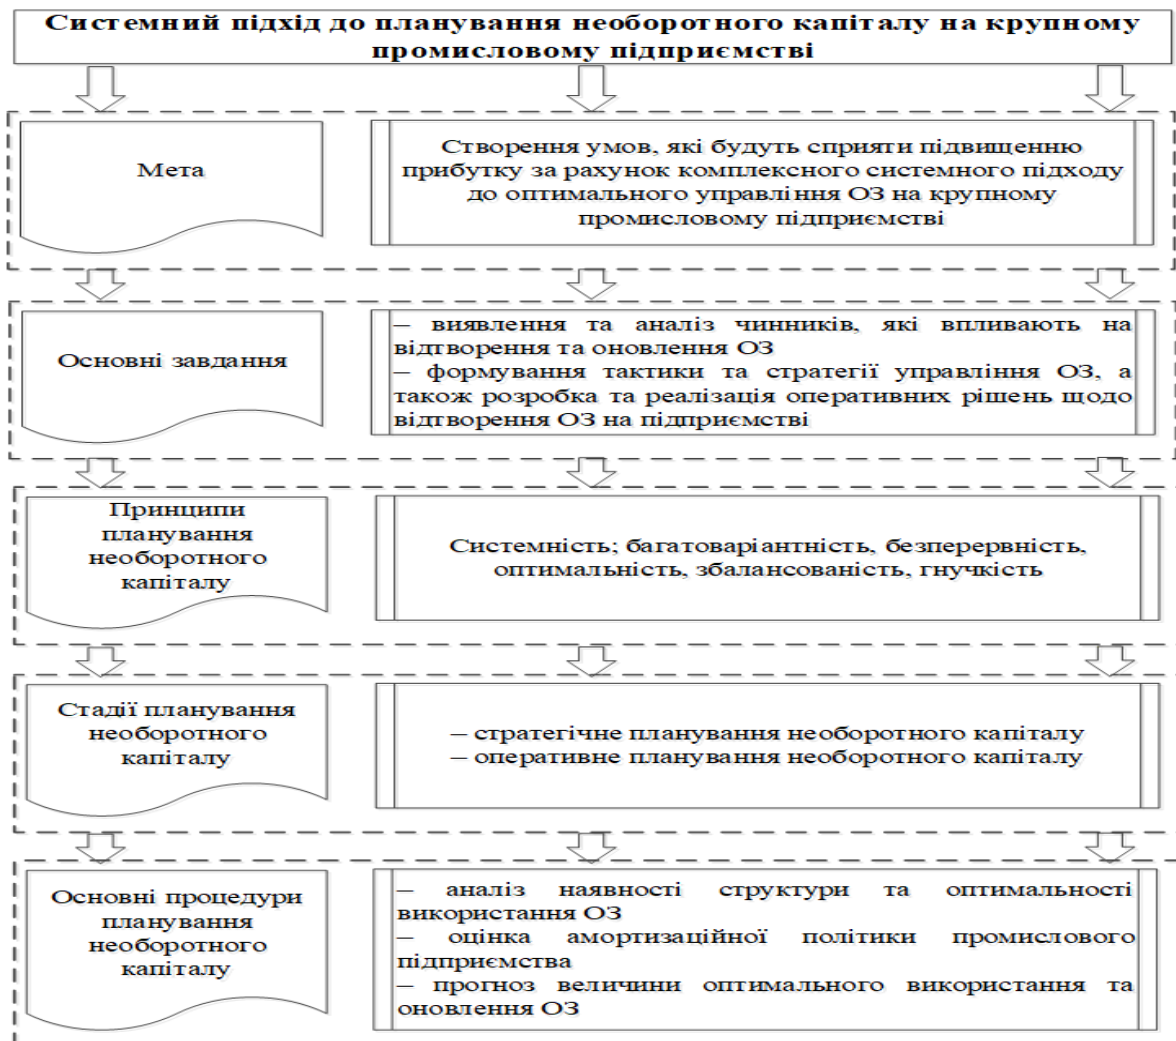 Системний підхід до планування необоротного капіталу на крупному
промисловому підприємстві
Мета
Створення умов, які будуть сприяти підвищенню
прибутку за рахунок комплексного системного підходу
до оптимального управління ОЗ на крупному
промисловому підприємстві
Основні завдання
– виявлення та аналіз чинників, які впливають на
відтворення та оновлення ОЗ
– формування тактики та стратегії управління ОЗ, а
також розробка та реалізація оперативних рішень щодо
відтворення ОЗ на підприємстві
Принципи
планування
необоротного
капіталу
Системність; багатоваріантність, безперервність,
оптимальність, збалансованість, гнучкість
Стадії планування
необоротного
капіталу
– стратегічне планування необоротного капіталу
– оперативне планування необоротного капіталу
Основні процедури
планування
необоротного
капіталу
– аналіз наявності структури та оптимальності
використання ОЗ
– оцінка амортизаційної політики промислового
підприємства
– прогноз величини оптимального використання та
оновлення ОЗ